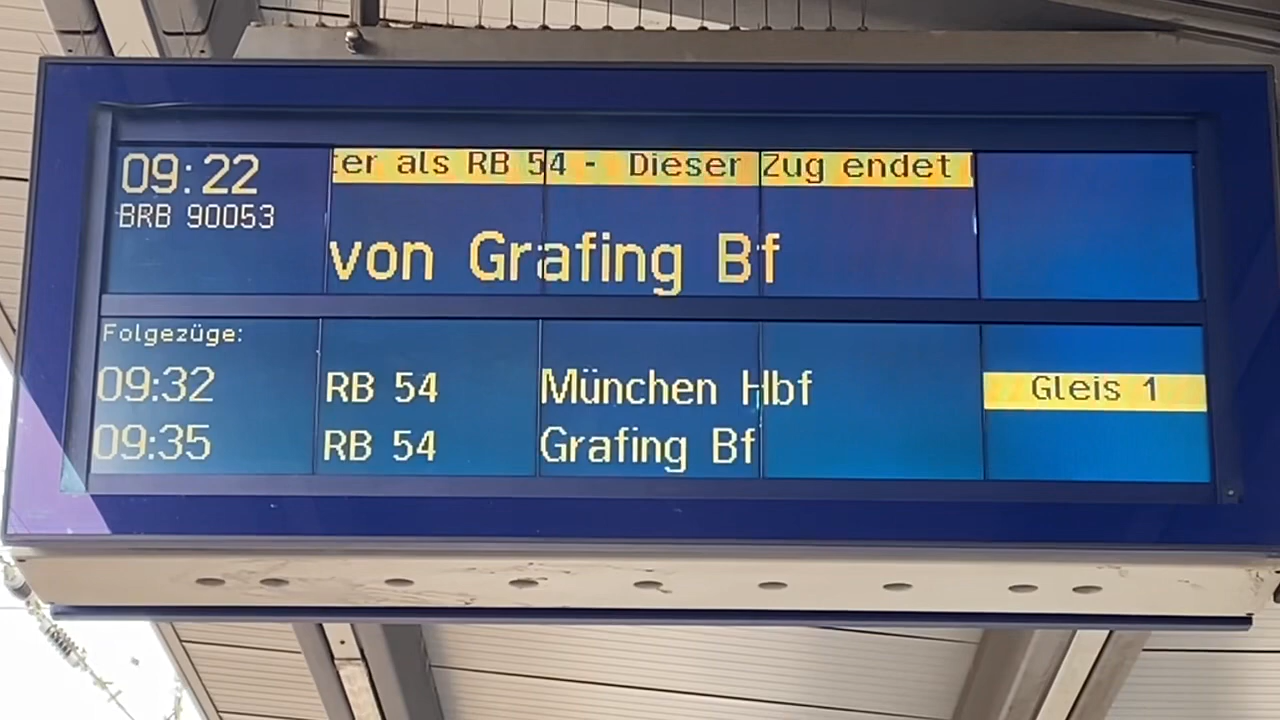 09:22
als RB 54 - Dieser Zug endet
BRB 90053
von Grafing Bf
Folgezüge:
09:32 RB 54 München Hbf Gleis 1
09:35 RB 54 Grafing Bf